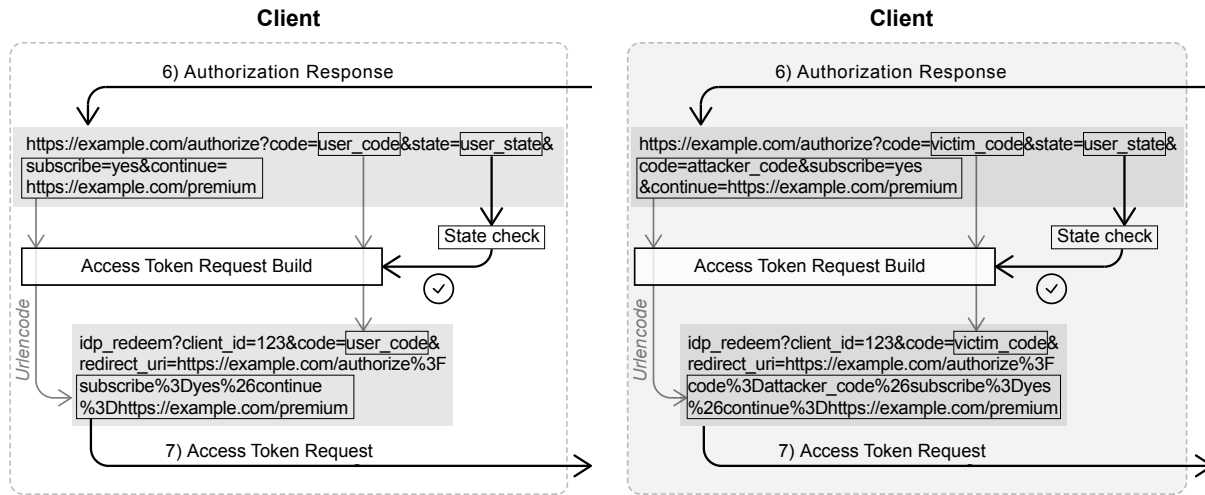 Client
6) Authorization Response
https://example.com/authorize?code=user_code&state=user_state&
subscribe=yes&continue=
https://example.com/premium
State check
Access Token Request Build
Urlencode
idp_redeem?client_id=123&code=user_code&
redirect_uri=https://example.com/authorize%3F
subscribe%3Dyes%26continue
%3Dhttps://example.com/premium
7) Access Token Request
Client
6) Authorization Response
https://example.com/authorize?code=victim_code&state=user_state&
code=attacker_code&subscribe=yes
&continue=https://example.com/premium
State check
Access Token Request Build
Urlencode
idp_redeem?client_id=123&code=victim_code&
redirect_uri=https://example.com/authorize%3F
code%3Dattacker_code%26subscribe%3Dyes
%26continue%3Dhttps://example.com/premium
7) Access Token Request